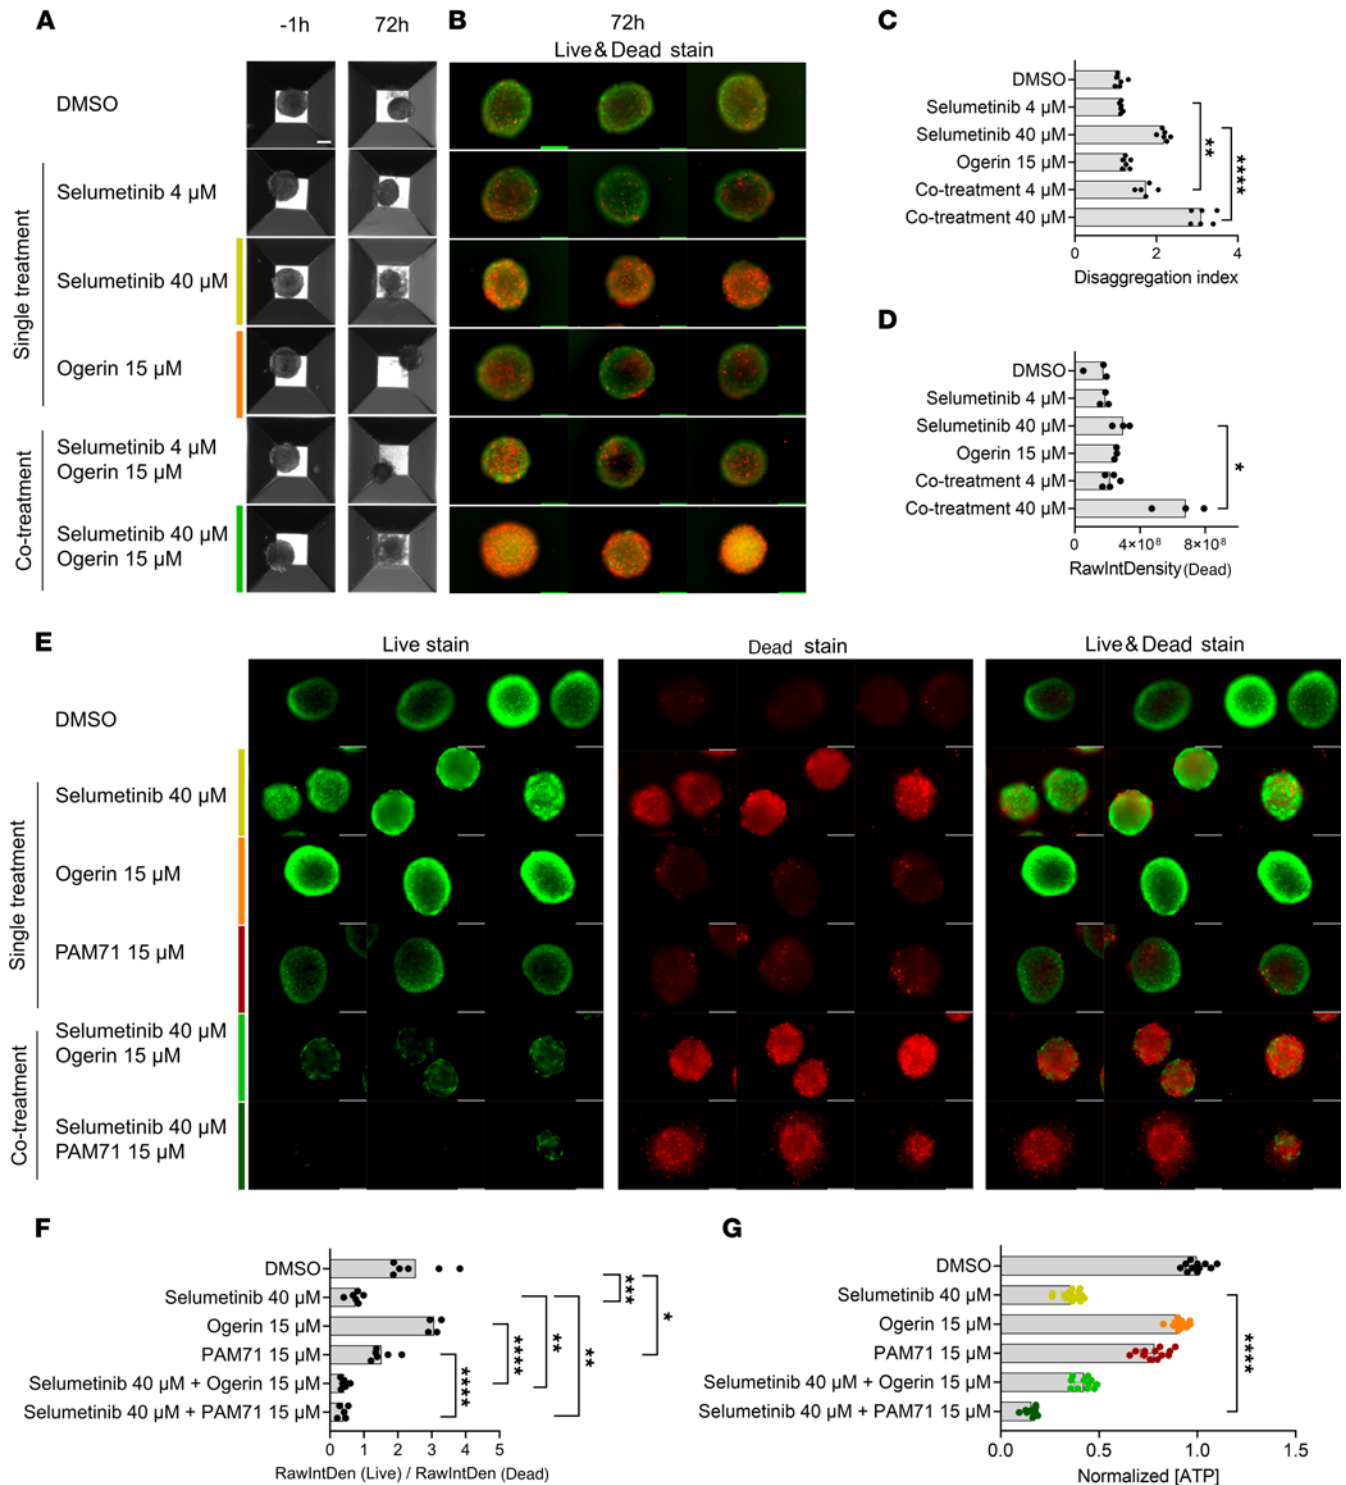 A
-1h
72h
DMSO
Single treatment
Selumetinib 4 µM
Selumetinib 40 µM
Ogerin 15 µM
Co-treatment
Selumetinib 4 µM
Ogerin 15 µM
Selumetinib 40 µM
Ogerin 15 µM
B
72h
Live&Dead stain
C
DMSO
Selumetinib 4 µM
Selumetinib 40 µM
Ogerin 15 µM
Co-treatment 4 µM
Co-treatment 40 µM
**
****
0 2 4
Disaggregation index
D
DMSO
Selumetinib 4 µM
Selumetinib 40 µM
Ogerin 15 µM
Co-treatment 4 µM
Co-treatment 40 µM
*
0 4×10⁸ 8×10⁸
RawIntDensity (Dead)
E
Live stain
Dead stain
Live&Dead stain
DMSO
Single treatment
Selumetinib 40 µM
Ogerin 15 µM
PAM71 15 µM
Co-treatment
Selumetinib 40 µM
Ogerin 15 µM
Selumetinib 40 µM
PAM71 15 µM
F
DMSO
Selumetinib 40 µM
Ogerin 15 µM
PAM71 15 µM
Selumetinib 40 µM + Ogerin 15 µM
Selumetinib 40 µM + PAM71 15 µM
****
****
**
**
***
*
0 1 2 3 4 5
RawIntDen (Live) / RawIntDen (Dead)
G
DMSO
Selumetinib 40 µM
Ogerin 15 µM
PAM71 15 µM
Selumetinib 40 µM + Ogerin 15 µM
Selumetinib 40 µM + PAM71 15 µM
****
0.0 0.5 1.0 1.5
Normalized [ATP]